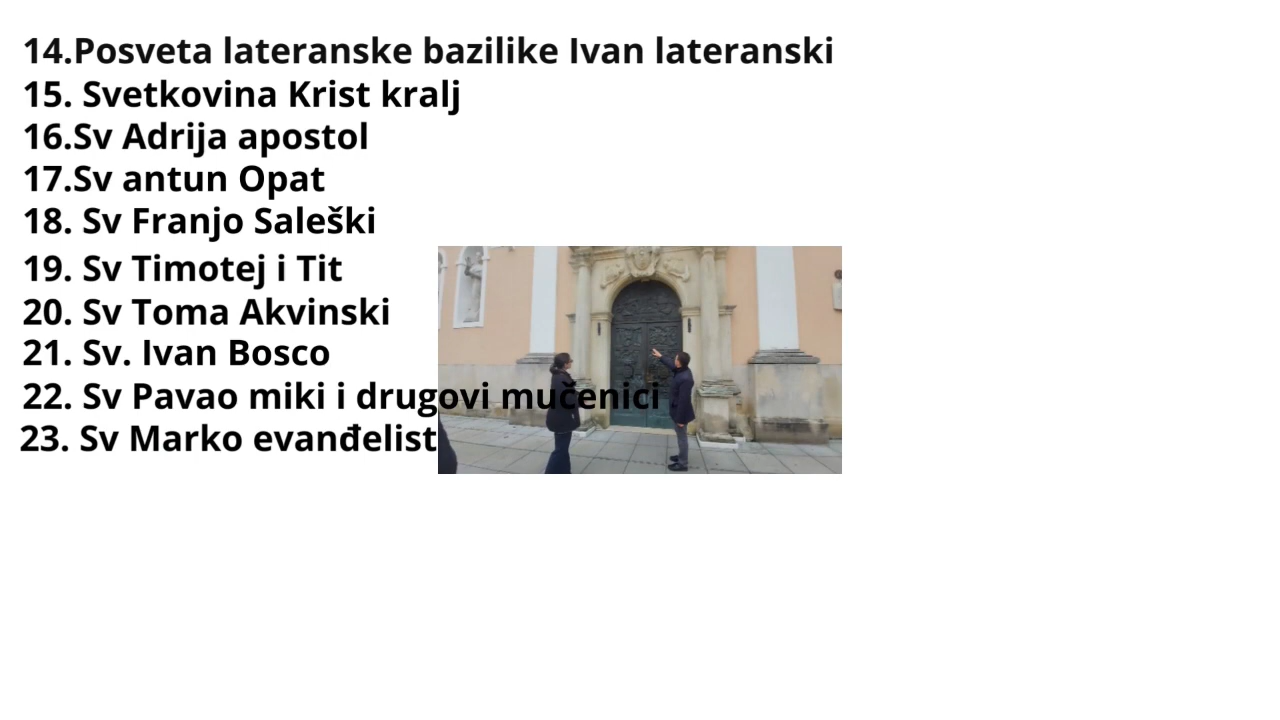 14.Posveta lateranske bazilike Ivan lateranski
15. Svetkovina Krist kralj
16.Sv Adrija apostol
17.Sv antun Opat
18. Sv Franjo Saleški
19. Sv Timotej i Tit
20. Sv Toma Akvinski
21. Sv. Ivan Bosco
22. Sv Pavao miki i drugovi mučenici
23. Sv Marko evanđelist